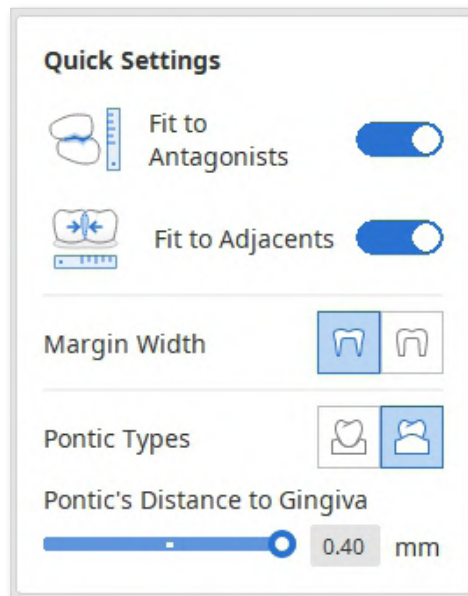 Quick Settings
Fit to
Antagonists
Fit to Adjacents
Margin Width
Pontic Types
Pontic's Distance to Gingiva
0.40 mm